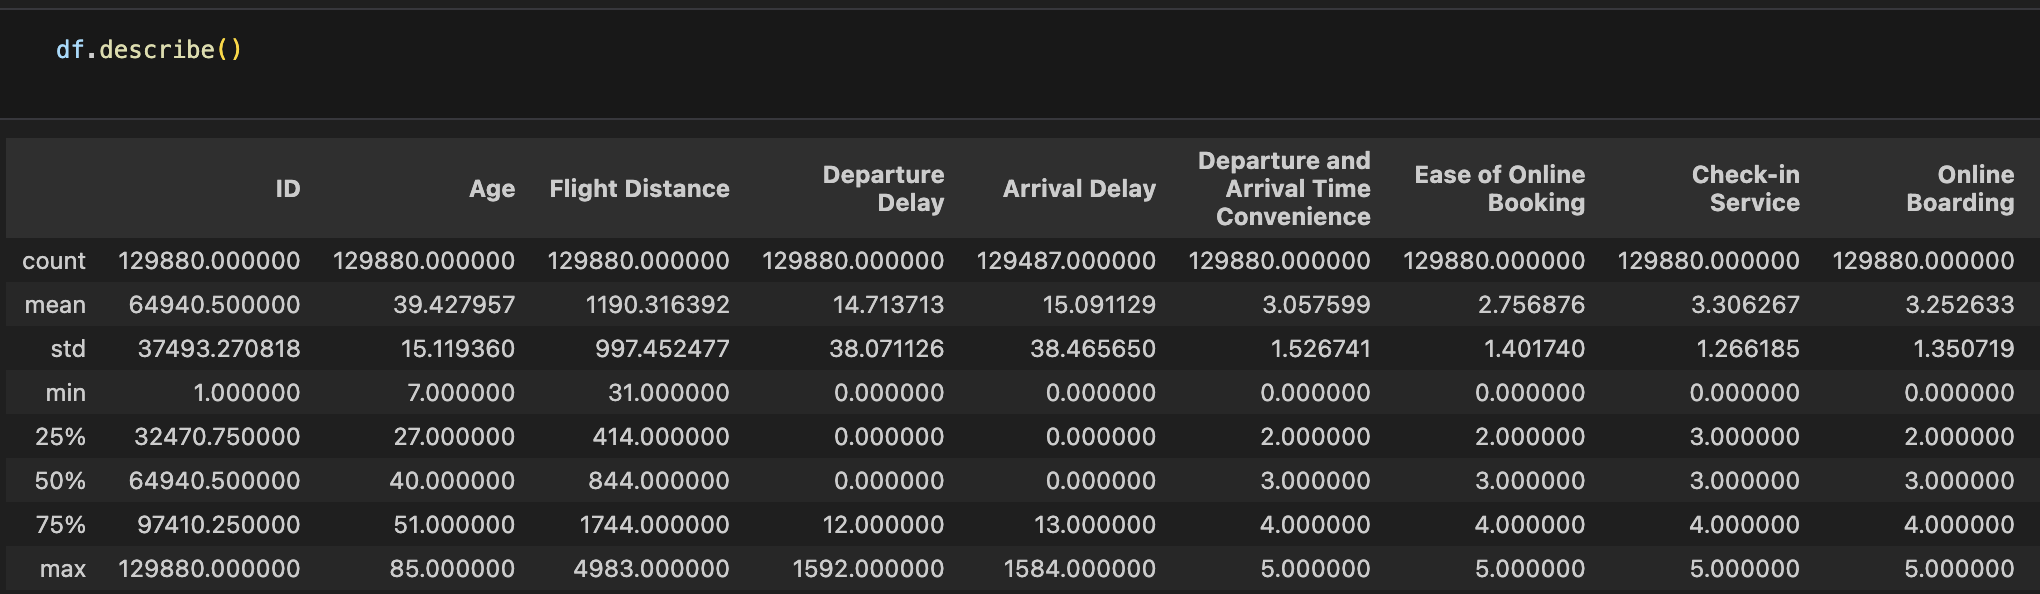 df.describe()
ID Age Flight Distance Departure Delay Arrival Delay Departure and Arrival Time Convenience Ease of Online Booking Check-in Service Online Boarding
count 129880.000000 129880.000000 129880.000000 129880.000000 129487.000000 129880.000000 129880.000000 129880.000000 129880.000000
mean 64940.500000 39.427957 1190.316392 14.713713 15.091129 3.057599 2.756876 3.306267 3.252633
std 37493.270818 15.119360 997.452477 38.071126 38.465650 1.526741 1.401740 1.266185 1.350719
min 1.000000 7.000000 31.000000 0.000000 0.000000 0.000000 0.000000 0.000000 0.000000
25% 32470.750000 27.000000 414.000000 0.000000 0.000000 2.000000 2.000000 3.000000 2.000000
50% 64940.500000 40.000000 844.000000 0.000000 0.000000 3.000000 3.000000 3.000000 3.000000
75% 97410.250000 51.000000 1744.000000 12.000000 13.000000 4.000000 4.000000 4.000000 4.000000
max 129880.000000 85.000000 4983.000000 1592.000000 1584.000000 5.000000 5.000000 5.000000 5.000000